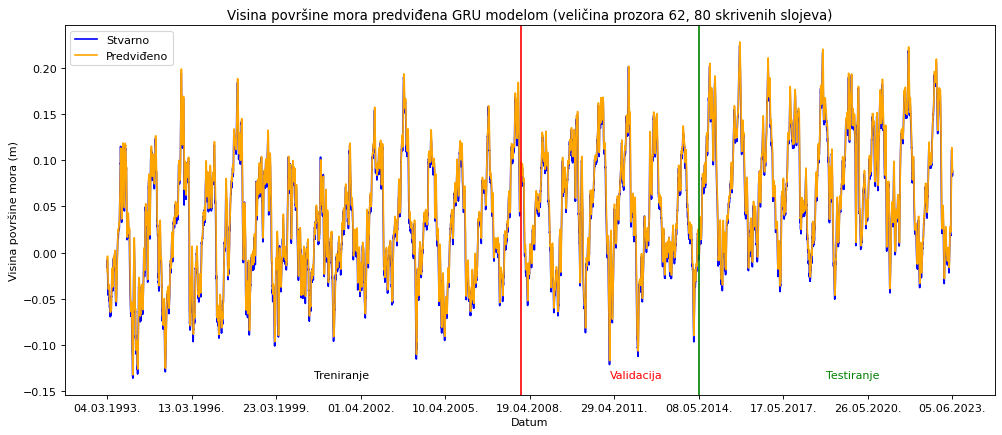 Visina površine mora predviđena GRU modelom (veličina prozora 62, 80 skrivenih slojeva)
Stvarno
Predviđeno
Visina površine mora (m)
0.20
0.15
0.10
0.05
0.00
−0.05
−0.10
−0.15
Treniranje
Validacija
Testiranje
04.03.1993. 13.03.1996. 23.03.1999. 01.04.2002. 10.04.2005. 19.04.2008. 29.04.2011. 08.05.2014. 17.05.2017. 26.05.2020. 05.06.2023.
Datum